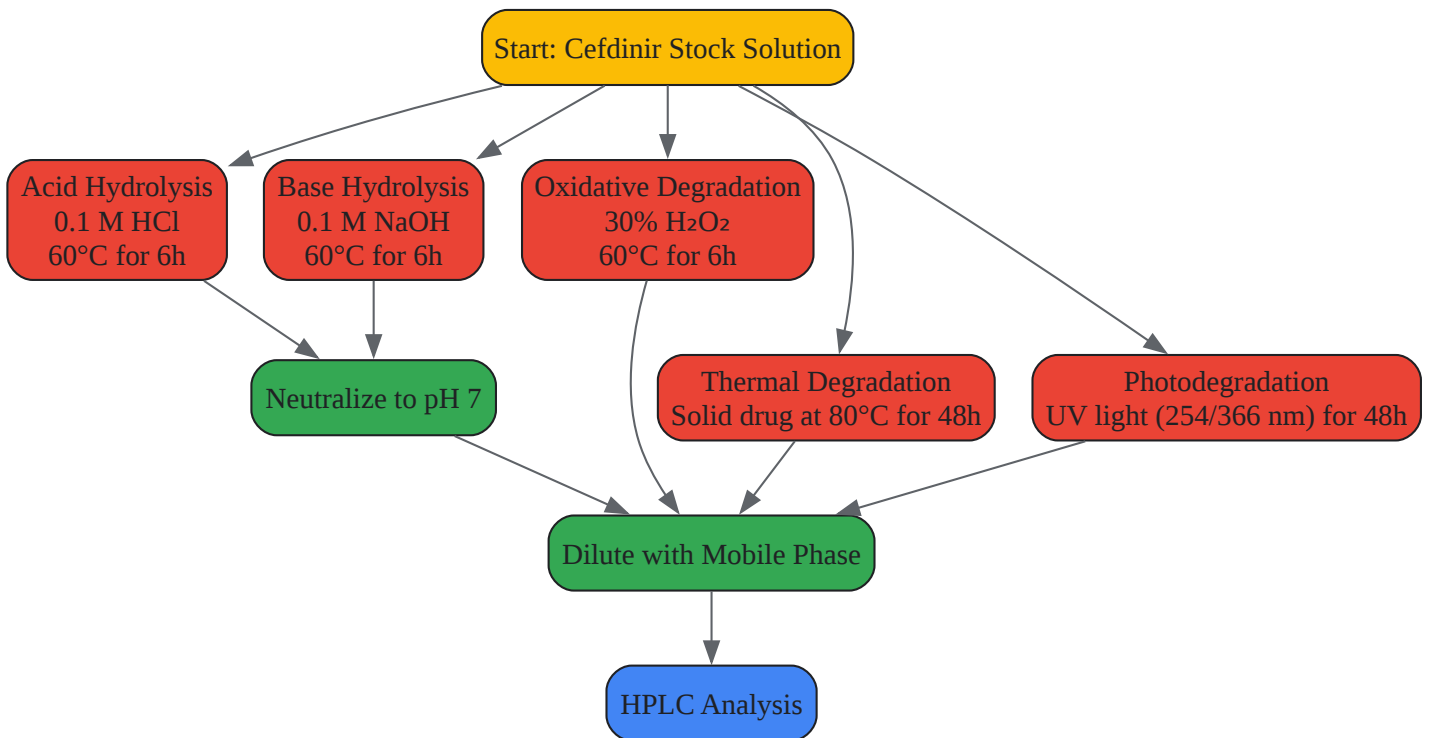 Start: Cefdinir Stock Solution
Acid Hydrolysis
0.1 M HCl
60°C for 6h
Base Hydrolysis
0.1 M NaOH
60°C for 6h
Oxidative Degradation
30% H₂O₂
60°C for 6h
Neutralize to pH 7
Thermal Degradation
Solid drug at 80°C for 48h
Photodegradation
UV light (254/366 nm) for 48h
Dilute with Mobile Phase
HPLC Analysis